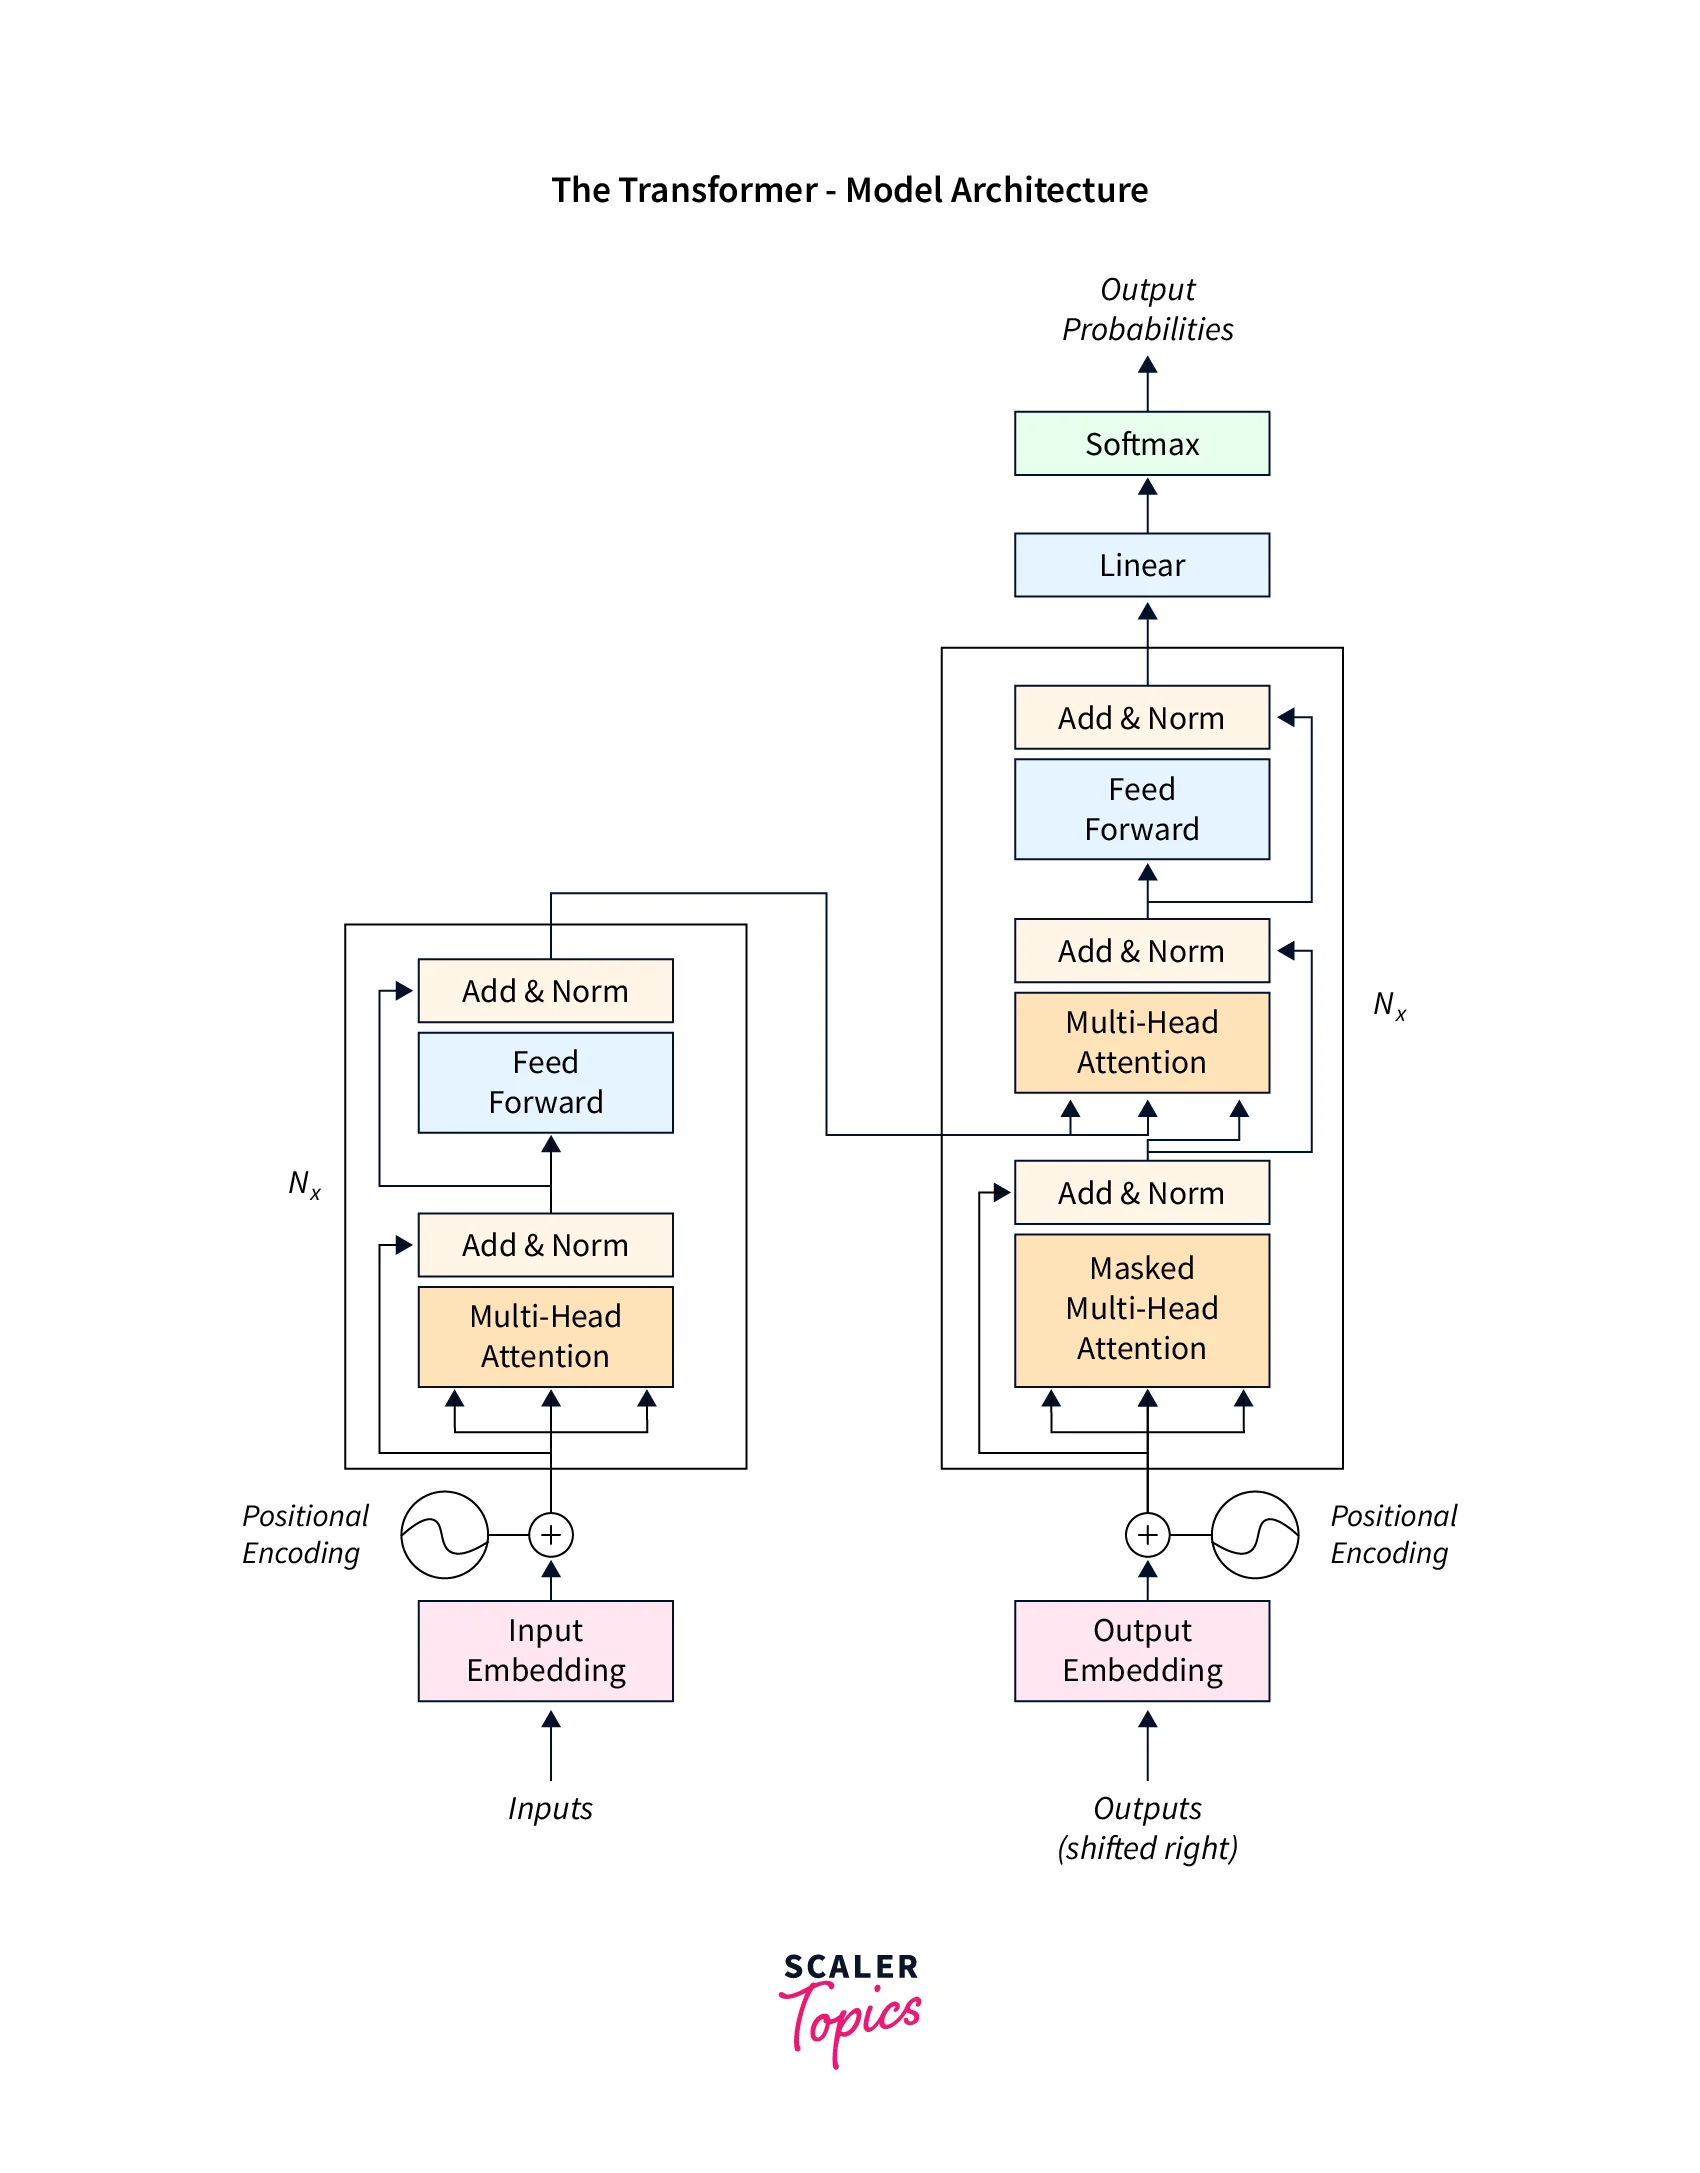 The Transformer - Model Architecture
Output
Probabilities
Softmax
Linear
Add & Norm
Feed
Forward
Add & Norm
Multi-Head
Attention
Nx
Add & Norm
Masked
Multi-Head
Attention
Positional
Encoding
Output
Embedding
Outputs
(shifted right)
Add & Norm
Feed
Forward
Nx
Add & Norm
Multi-Head
Attention
Positional
Encoding
Input
Embedding
Inputs
SCALER
Topics